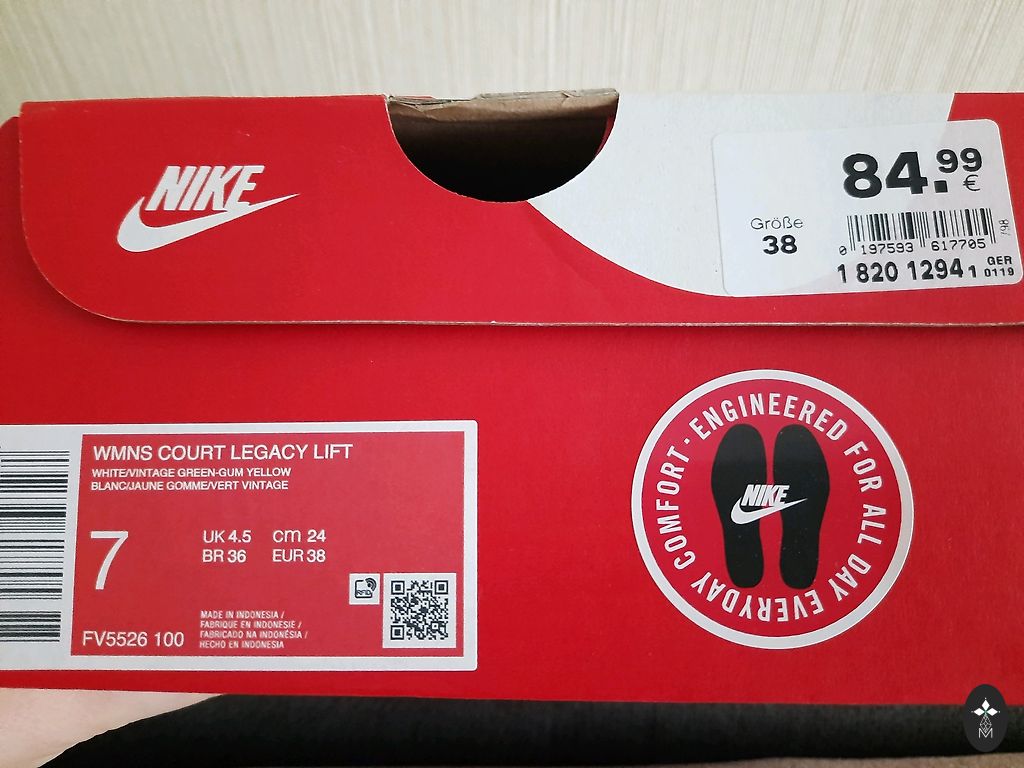 NIKE
84.99
€
Größe
38
0 197593 617705
798
1 820 1294 1
GER
0119
ENGINEERED FOR ALL DAY EVERYDAY COMFORT ·
NIKE
WMNS COURT LEGACY LIFT
WHITE/VINTAGE GREEN-GUM YELLOW
BLANC/JAUNE GOMME/VERT VINTAGE
7
UK 4.5 cm 24
BR 36 EUR 38
RFID
MADE IN INDONESIA /
FABRIQUE EN INDONESIE /
FABRICADO NA INDONÉSIA /
HECHO EN INDONESIA
FV5526 100
M